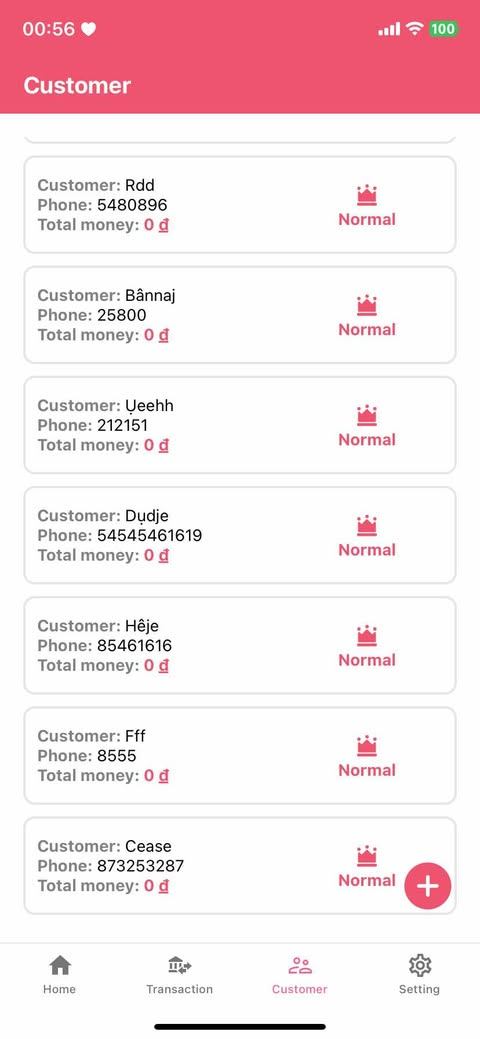 00:56
100
Customer
Customer: Rdd
Phone: 5480896
Total money: 0 đ
Normal
Customer: Bânnaj
Phone: 25800
Total money: 0 đ
Normal
Customer: Ụeehh
Phone: 212151
Total money: 0 đ
Normal
Customer: Dụdje
Phone: 54545461619
Total money: 0 đ
Normal
Customer: Hêje
Phone: 85461616
Total money: 0 đ
Normal
Customer: Fff
Phone: 8555
Total money: 0 đ
Normal
Customer: Cease
Phone: 873253287
Total money: 0 đ
Normal
Home
Transaction
Customer
Setting